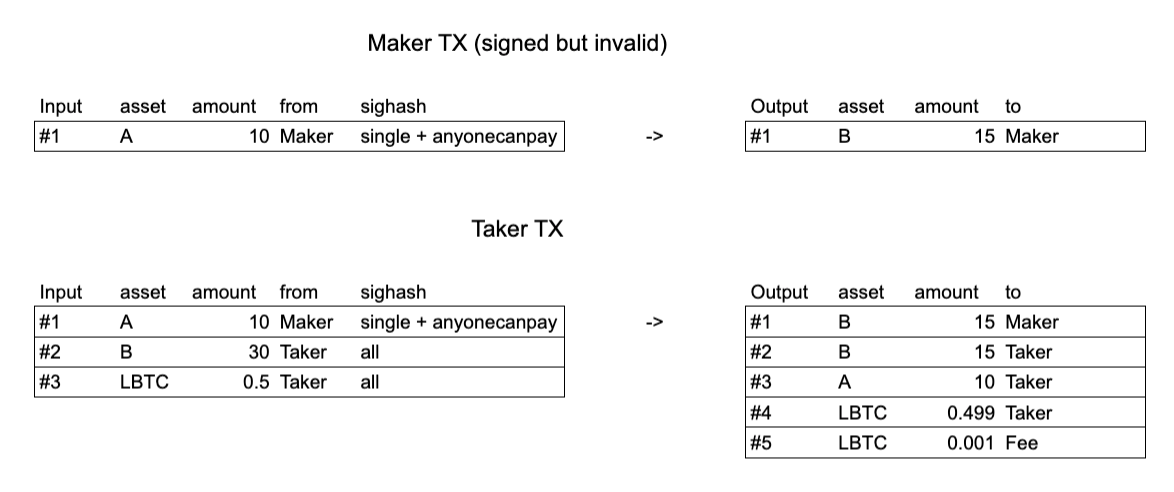 Maker TX (signed but invalid)
Input asset amount from sighash Output asset amount to
#1 A 10 Maker single + anyonecanpay -> #1 B 15 Maker
Taker TX
Input asset amount from sighash Output asset amount to
#1 A 10 Maker single + anyonecanpay -> #1 B 15 Maker
#2 B 30 Taker all #2 B 15 Taker
#3 LBTC 0.5 Taker all #3 A 10 Taker
#4 LBTC 0.499 Taker
#5 LBTC 0.001 Fee